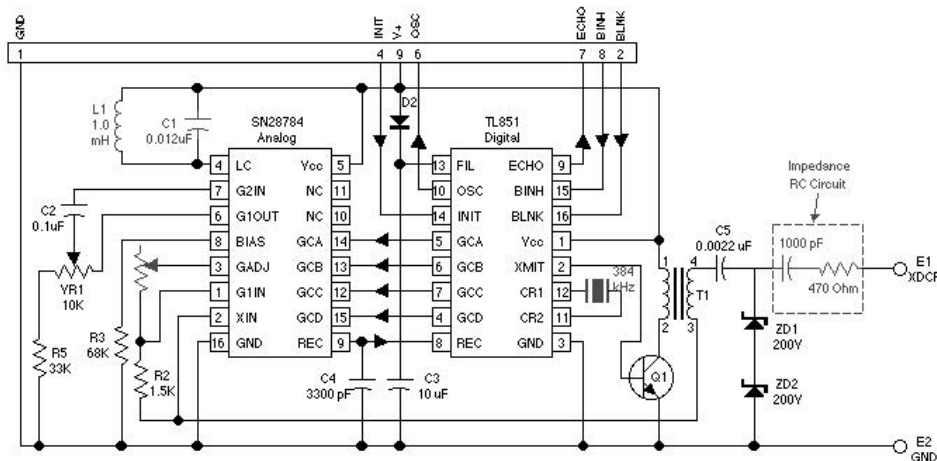 GND
INIT
V+
OSC
ECHO
BINH
BLNK
1
4
9
6
7
8
2
D2
L1
1.0
mH
C1
0.012uF
SN28784
Analog
TL851
Digital
4 LC
Vcc 5
7 G2IN
NC 11
6 G1OUT
NC 10
8 BIAS
GCA 14
3 GADJ
GCB 13
1 G1IN
GCC 12
2 XIN
GCD 15
16 GND
REC 9
13 FIL
ECHO 9
10 OSC
BINH 15
14 INIT
BLNK 16
5 GCA
Vcc 1
6 GCB
XMIT 2
7 GCC
CR1 12
4 GCD
CR2 11
8 REC
GND 3
C2
0.1uF
YR1
10K
R5
33K
R3
68K
R2
1.5K
C4
3300 pF
C3
10 uF
384
kHz
Q1
1
4
T1
2
3
C5
0.0022 uF
Impedance
RC Circuit
1000 pF
470 Ohm
E1
XDCR
ZD1
200V
ZD2
200V
E2
GND